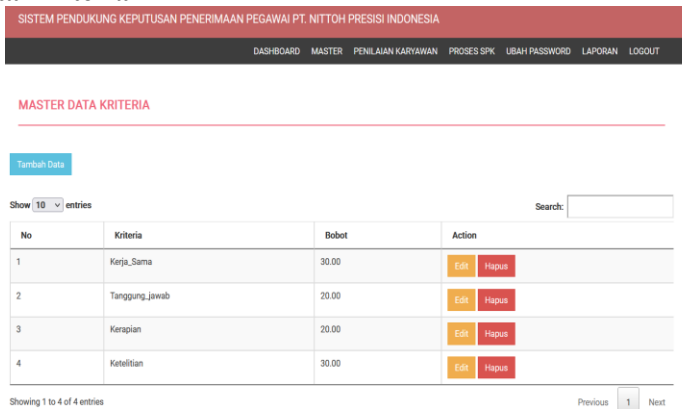 SISTEM PENDUKUNG KEPUTUSAN PENERIMAAN PEGAWAI PT. NITTOH PRESISI INDONESIA
DASHBOARD MASTER PENILAIAN KARYAWAN PROSES SPK UBAH PASSWORD LAPORAN LOGOUT
MASTER DATA KRITERIA
Tambah Data
Show 10 entries Search:
No Kriteria Bobot Action
1 Kerja_Sama 30.00 Edit Hapus
2 Tanggung_jawab 20.00 Edit Hapus
3 Kerapian 20.00 Edit Hapus
4 Ketelitian 30.00 Edit Hapus
Showing 1 to 4 of 4 entries Previous 1 Next